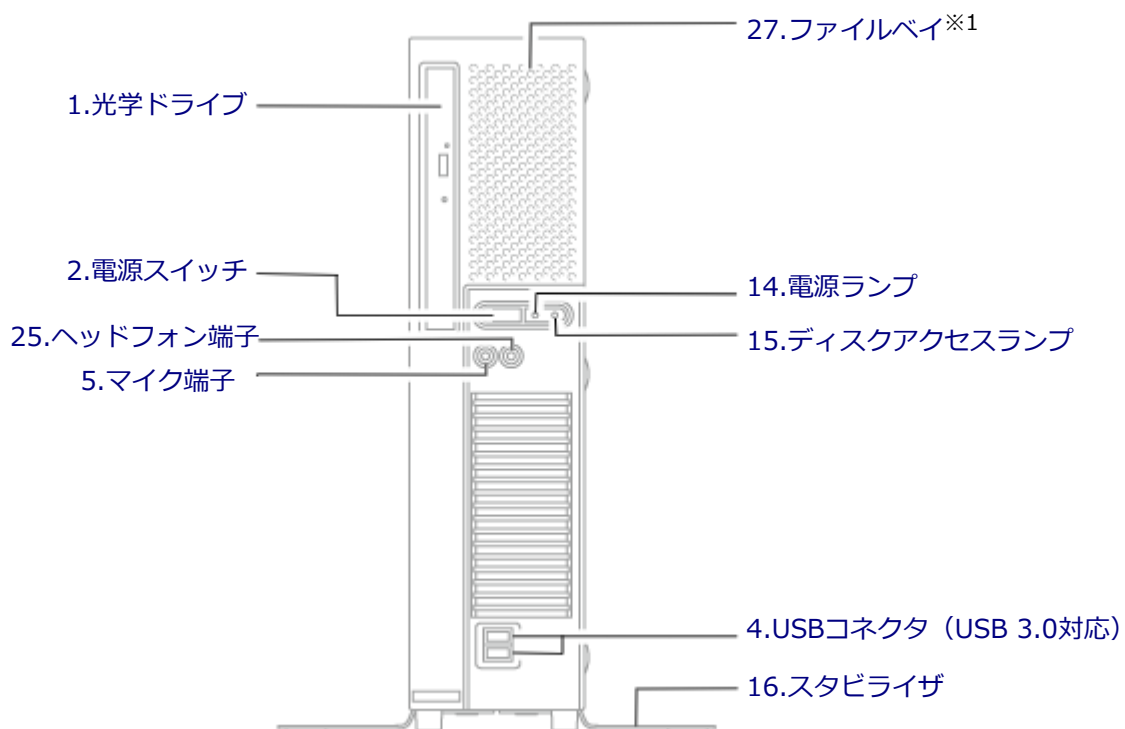 27.ファイルベイ※1
1.光学ドライブ
2.電源スイッチ
14.電源ランプ
25.ヘッドフォン端子
15.ディスクアクセスランプ
5.マイク端子
4.USBコネクタ（USB 3.0対応）
16.スタビライザ